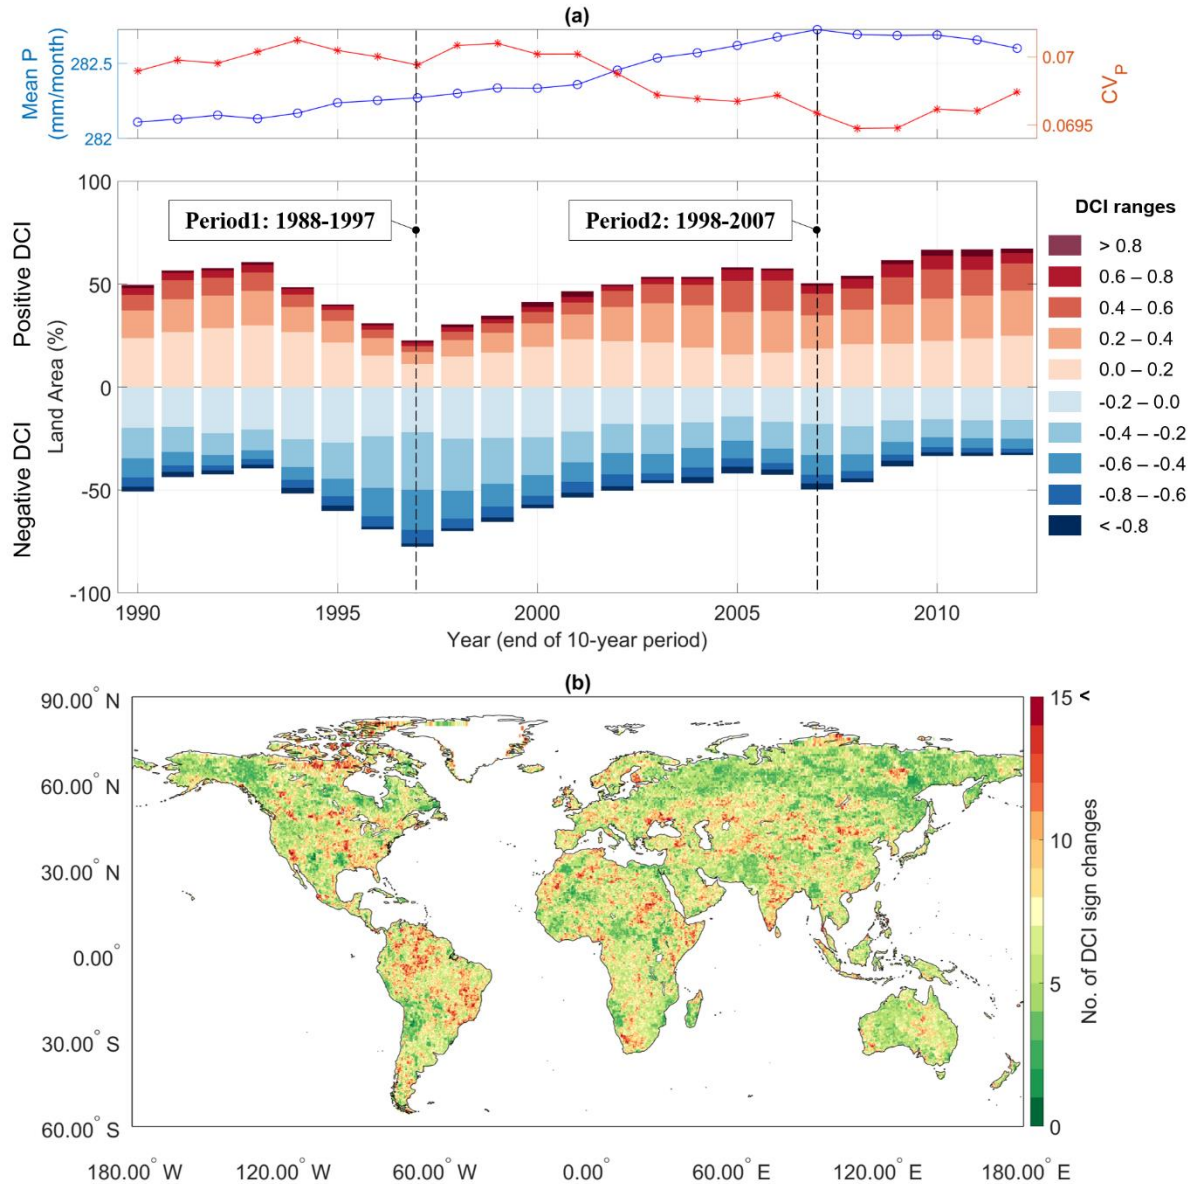 (a)
Mean P
(mm/month)
282.5
282
0.07
0.0695
CV_P
100
50
0
-50
-100
Positive DCI
Negative DCI
Land Area (%)
Period1: 1988-1997
Period2: 1998-2007
1990
1995
2000
2005
2010
Year (end of 10-year period)
DCI ranges
> 0.8
0.6 – 0.8
0.4 – 0.6
0.2 – 0.4
0.0 – 0.2
-0.2 – 0.0
-0.4 – -0.2
-0.6 – -0.4
-0.8 – -0.6
< -0.8
(b)
90.00° N
60.00° N
30.00° N
0.00°
30.00° S
60.00° S
180.00° W
120.00° W
60.00° W
0.00°
60.00° E
120.00° E
180.00° E
15 <
10
5
0
No. of DCI sign changes